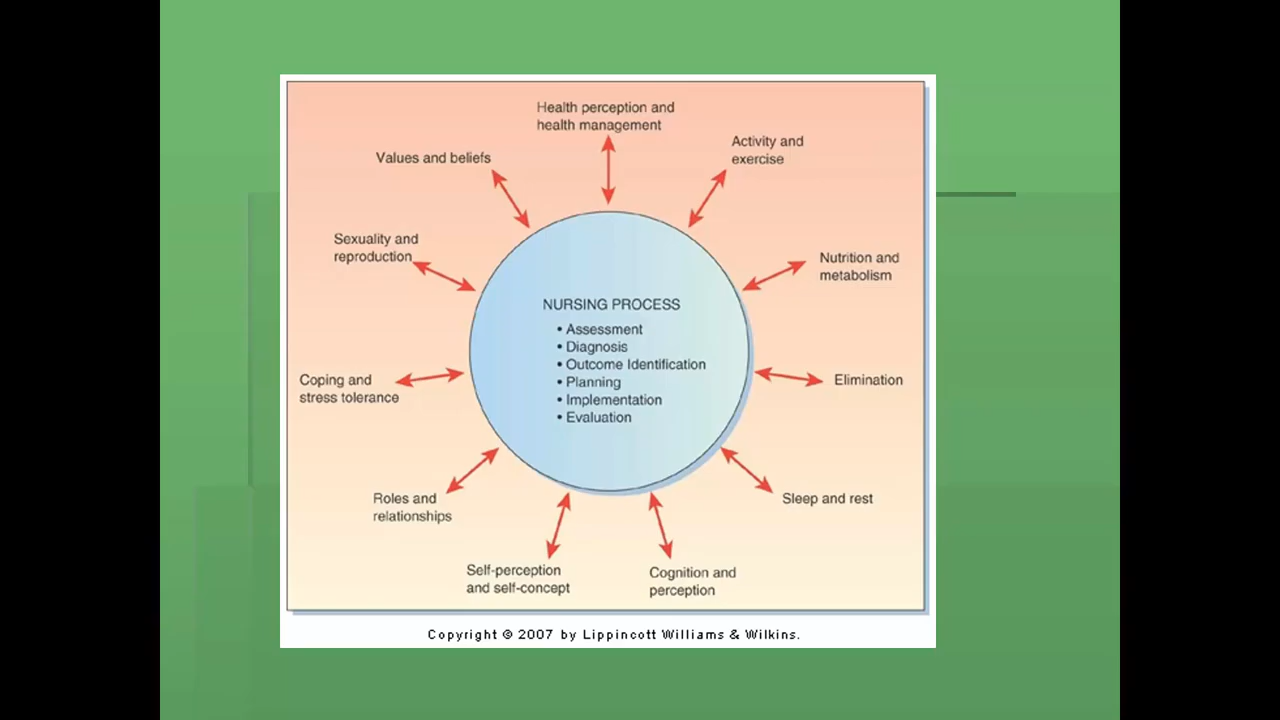 Health perception and
health management
Activity and
exercise
Values and beliefs
Sexuality and
reproduction
Nutrition and
metabolism
NURSING PROCESS
• Assessment
• Diagnosis
• Outcome Identification
• Planning
• Implementation
• Evaluation
Coping and
stress tolerance
Elimination
Roles and
relationships
Sleep and rest
Self-perception
and self-concept
Cognition and
perception
Copyright © 2007 by Lippincott Williams & Wilkins.